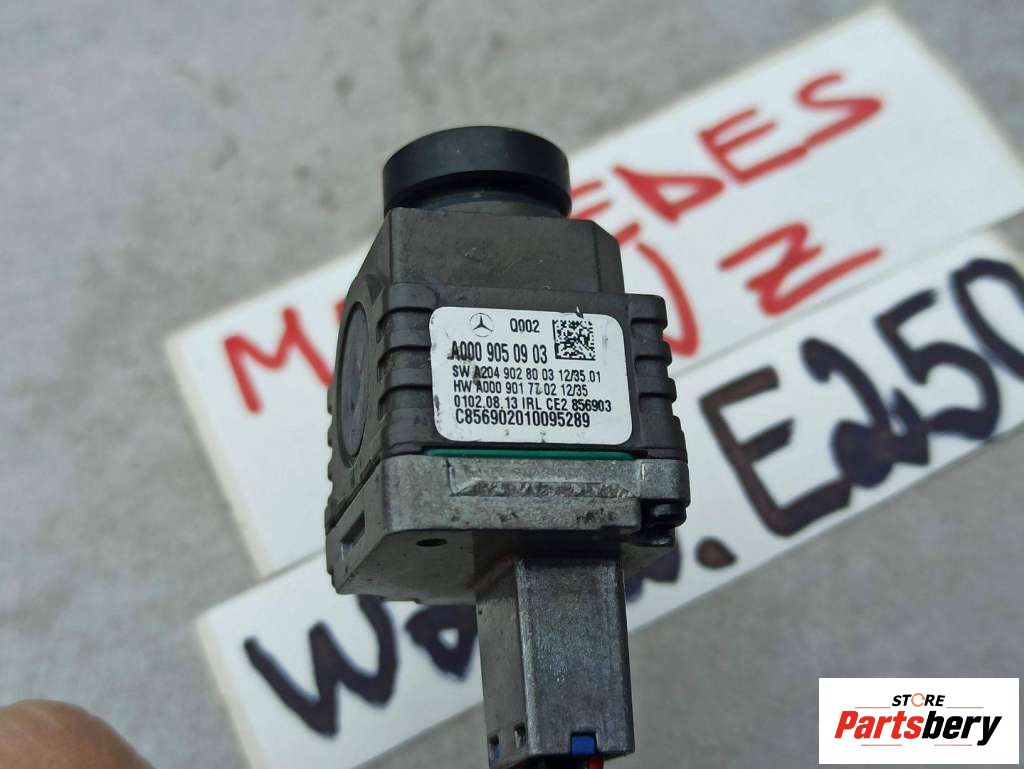 Q002
A000 905 09 03
SW A204 902 80 03 12/35.01
HW A000 901 77 02 12/35
0102.08.13 IRL CE2 856903
C856902010095289
E250
STORE
Partsbery